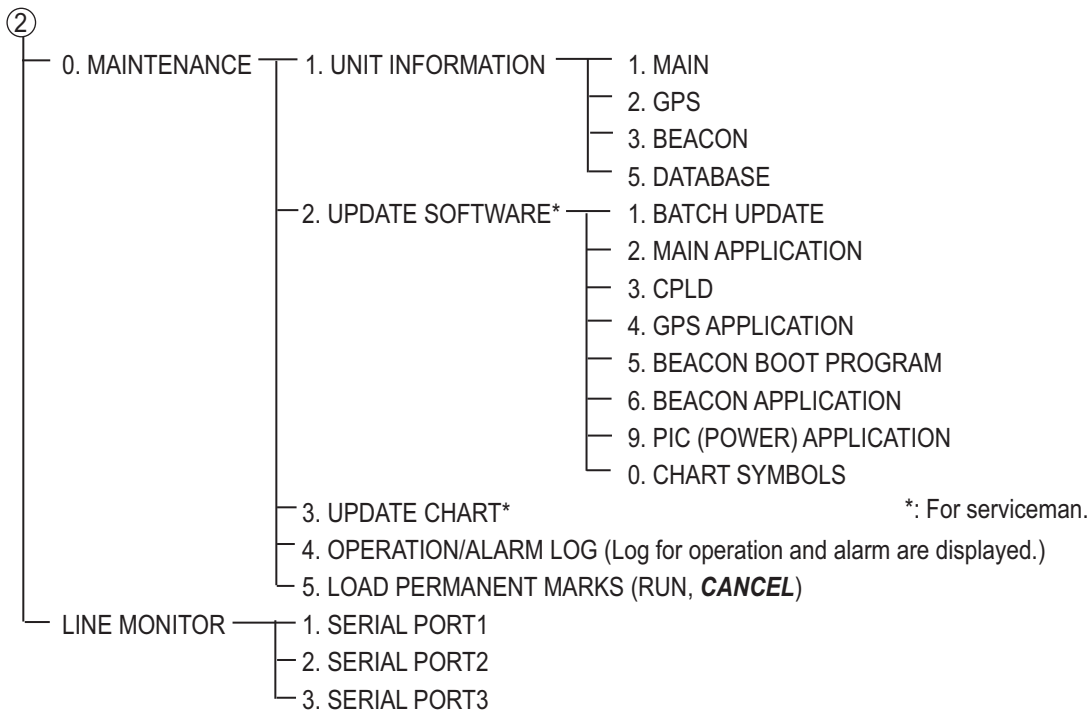 ②
0. MAINTENANCE
1. UNIT INFORMATION
1. MAIN
2. GPS
3. BEACON
5. DATABASE
2. UPDATE SOFTWARE*
1. BATCH UPDATE
2. MAIN APPLICATION
3. CPLD
4. GPS APPLICATION
5. BEACON BOOT PROGRAM
6. BEACON APPLICATION
9. PIC (POWER) APPLICATION
0. CHART SYMBOLS
3. UPDATE CHART*
*: For serviceman.
4. OPERATION/ALARM LOG (Log for operation and alarm are displayed.)
5. LOAD PERMANENT MARKS (RUN, CANCEL)
LINE MONITOR
1. SERIAL PORT1
2. SERIAL PORT2
3. SERIAL PORT3